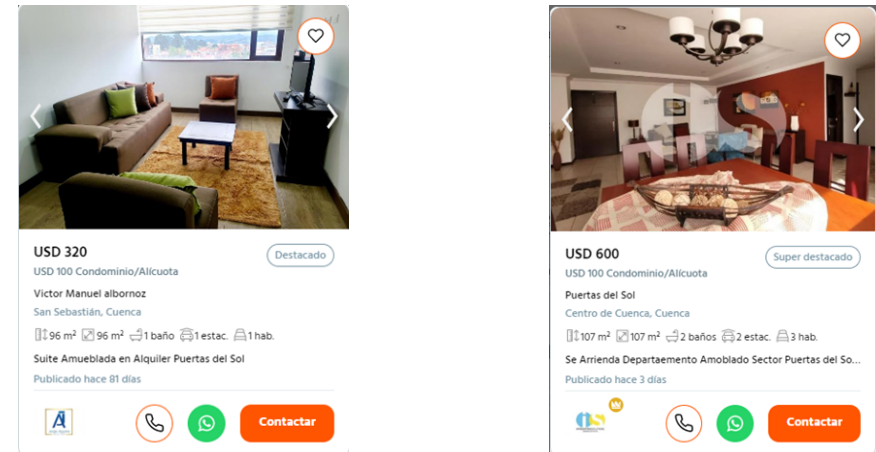 USD 320
Destacado
USD 100 Condominio/Alícuota
Victor Manuel albornoz
San Sebastián, Cuenca
96 m² 96 m² 1 baño 1 estac. 1 hab.
Suite Amueblada en Alquiler Puertas del Sol
Publicado hace 81 días
Contactar
USD 600
Super destacado
USD 100 Condominio/Alícuota
Puertas del Sol
Centro de Cuenca, Cuenca
107 m² 107 m² 2 baños 2 estac. 3 hab.
Se Arrienda Departaemento Amoblado Sector Puertas del So...
Publicado hace 3 días
Contactar